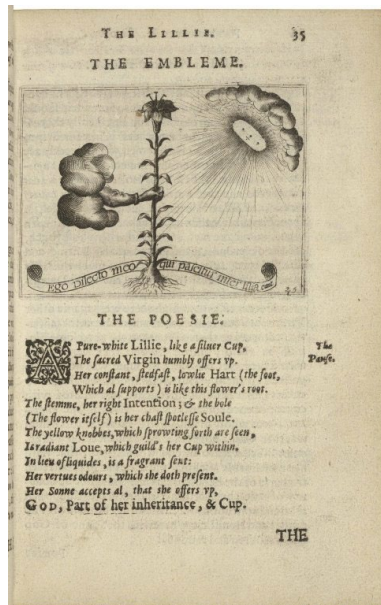 THE LILLIE. 35
THE EMBLEME.
Ego dilecto meo qui pascitur inter lilia
THE POESIE.
A Pure-white Lillie, like a siluer Cup,
The sacred Virgin humbly offers vp.
Her constant, stedfast, lowlie Hart (the foot,
Which al supports) is like this flower's root.
The stemme, her right Intention; & the bole
(The flower itself) is her chast spotlesse Soule.
The yellow knobbes, which sprowting forth are seen,
Is radiant Loue, which guild's her Cup within.
In lieu of liquides, is a fragrant sent:
Her vertues odours, which she doth present.
Her Sonne accepts al, that she offers vp,
GOD, Part of her inheritance, & Cup.
The
Pause.
THE